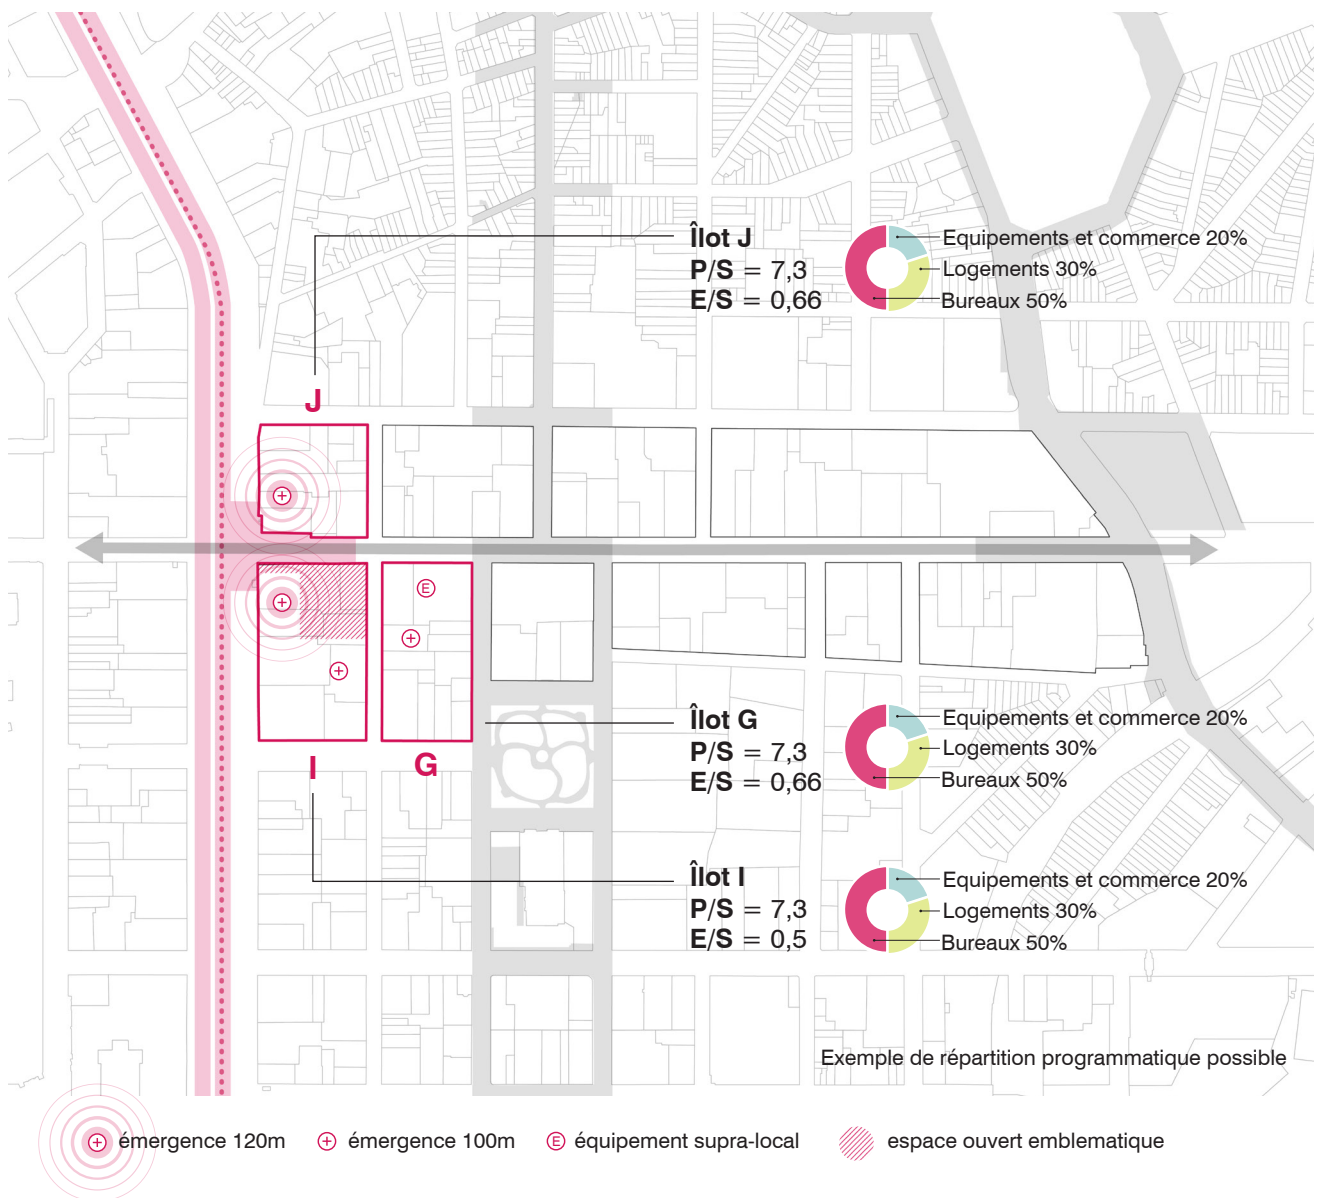 Îlot J
P/S = 7,3
E/S = 0,66
Equipements et commerce 20%
Logements 30%
Bureaux 50%
J
E
I
G
Îlot G
P/S = 7,3
E/S = 0,66
Equipements et commerce 20%
Logements 30%
Bureaux 50%
Îlot I
P/S = 7,3
E/S = 0,5
Equipements et commerce 20%
Logements 30%
Bureaux 50%
Exemple de répartition programmatique possible
émergence 120m
émergence 100m
E équipement supra-local
espace ouvert emblematique